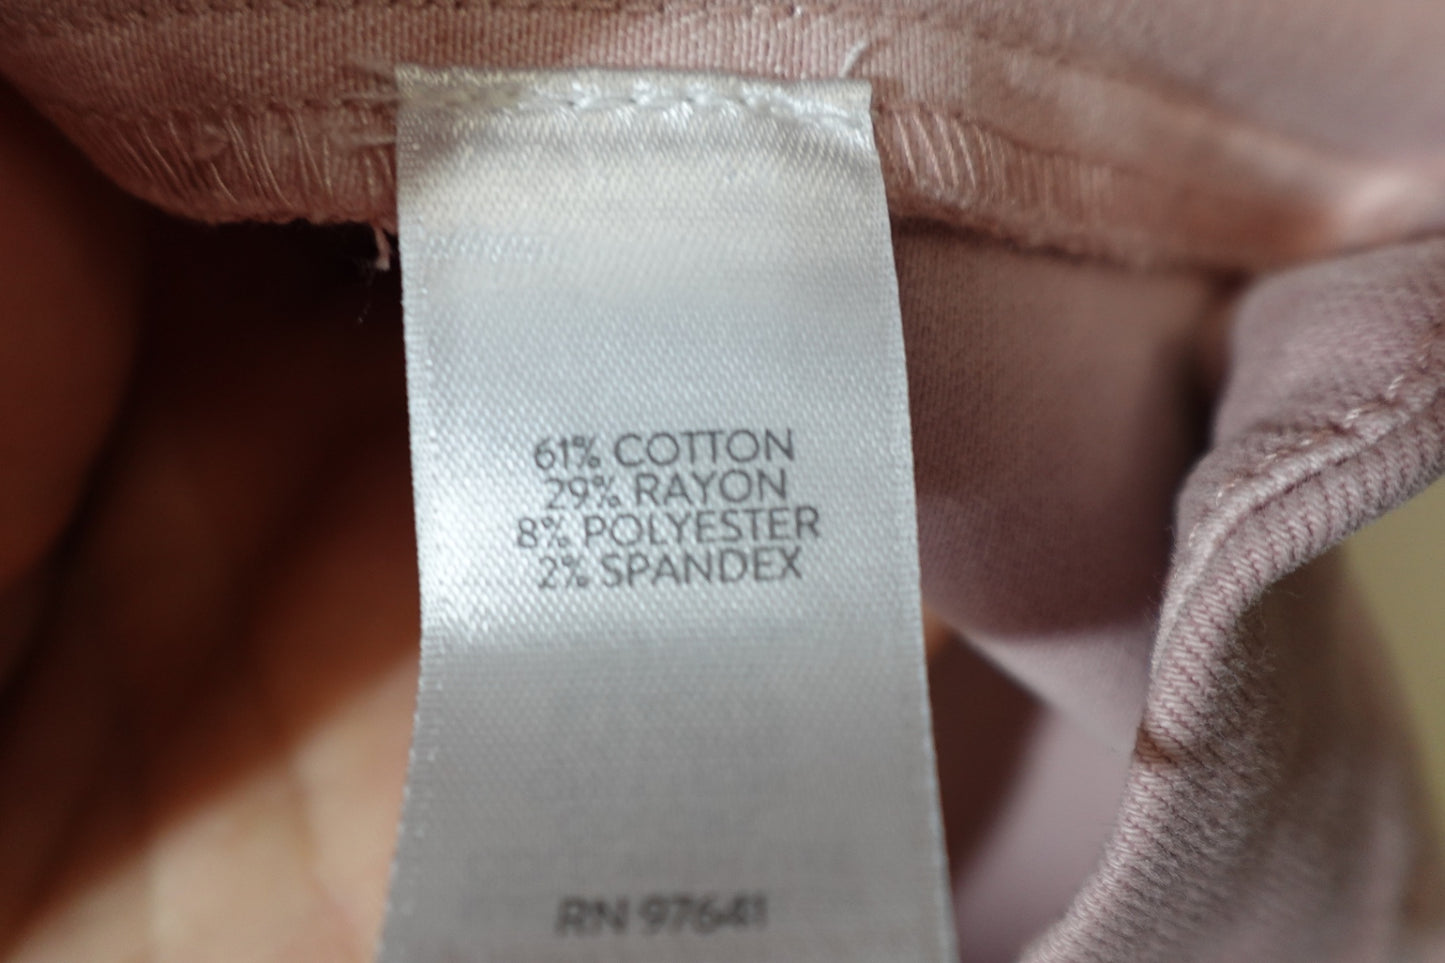 61% COTTON
29% RAYON
8% POLYESTER
2% SPANDEX
RN 97641